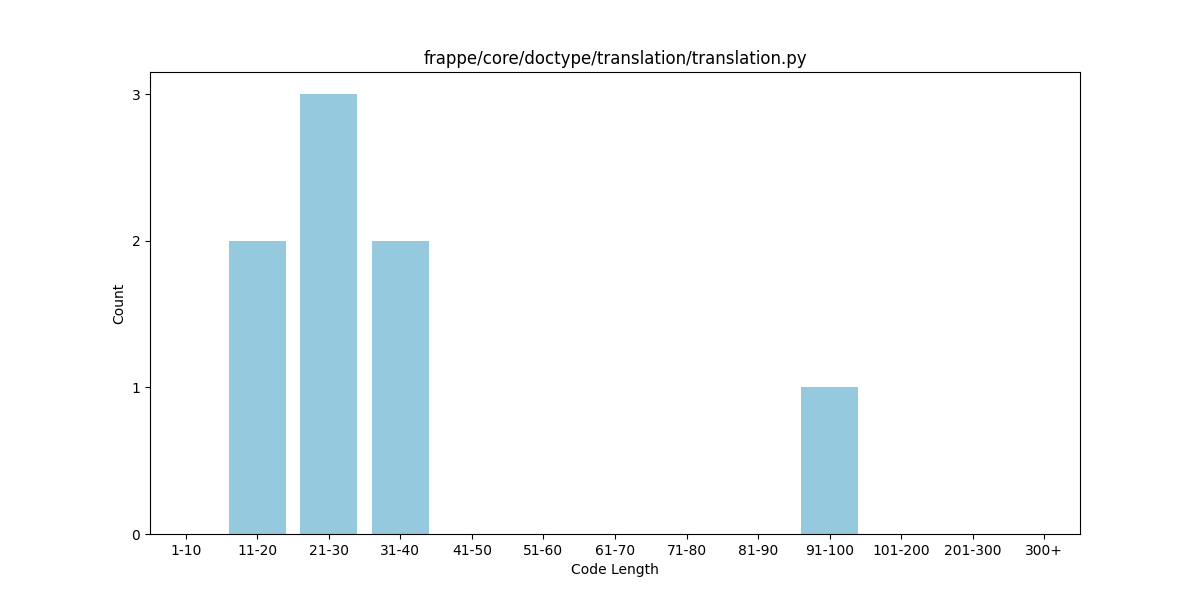 frappe/core/doctype/translation/translation.py
3
2
1
0
Count
1-10 11-20 21-30 31-40 41-50 51-60 61-70 71-80 81-90 91-100 101-200 201-300 300+
Code Length